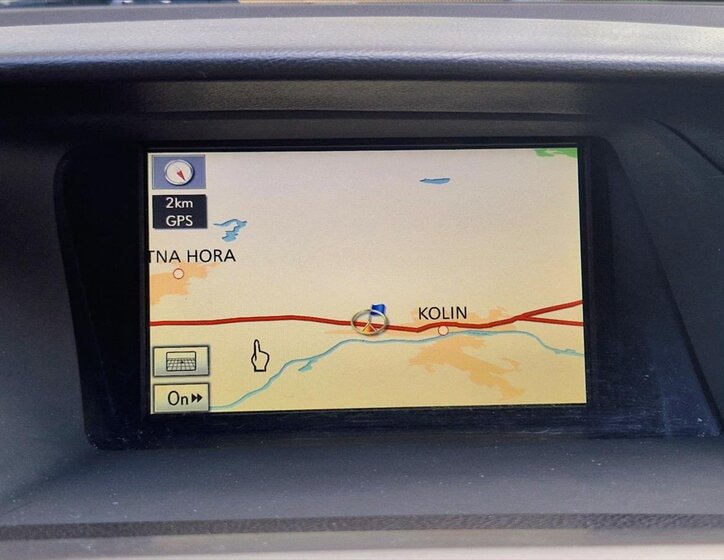 2km
GPS
TNA HORA
KOLIN
On